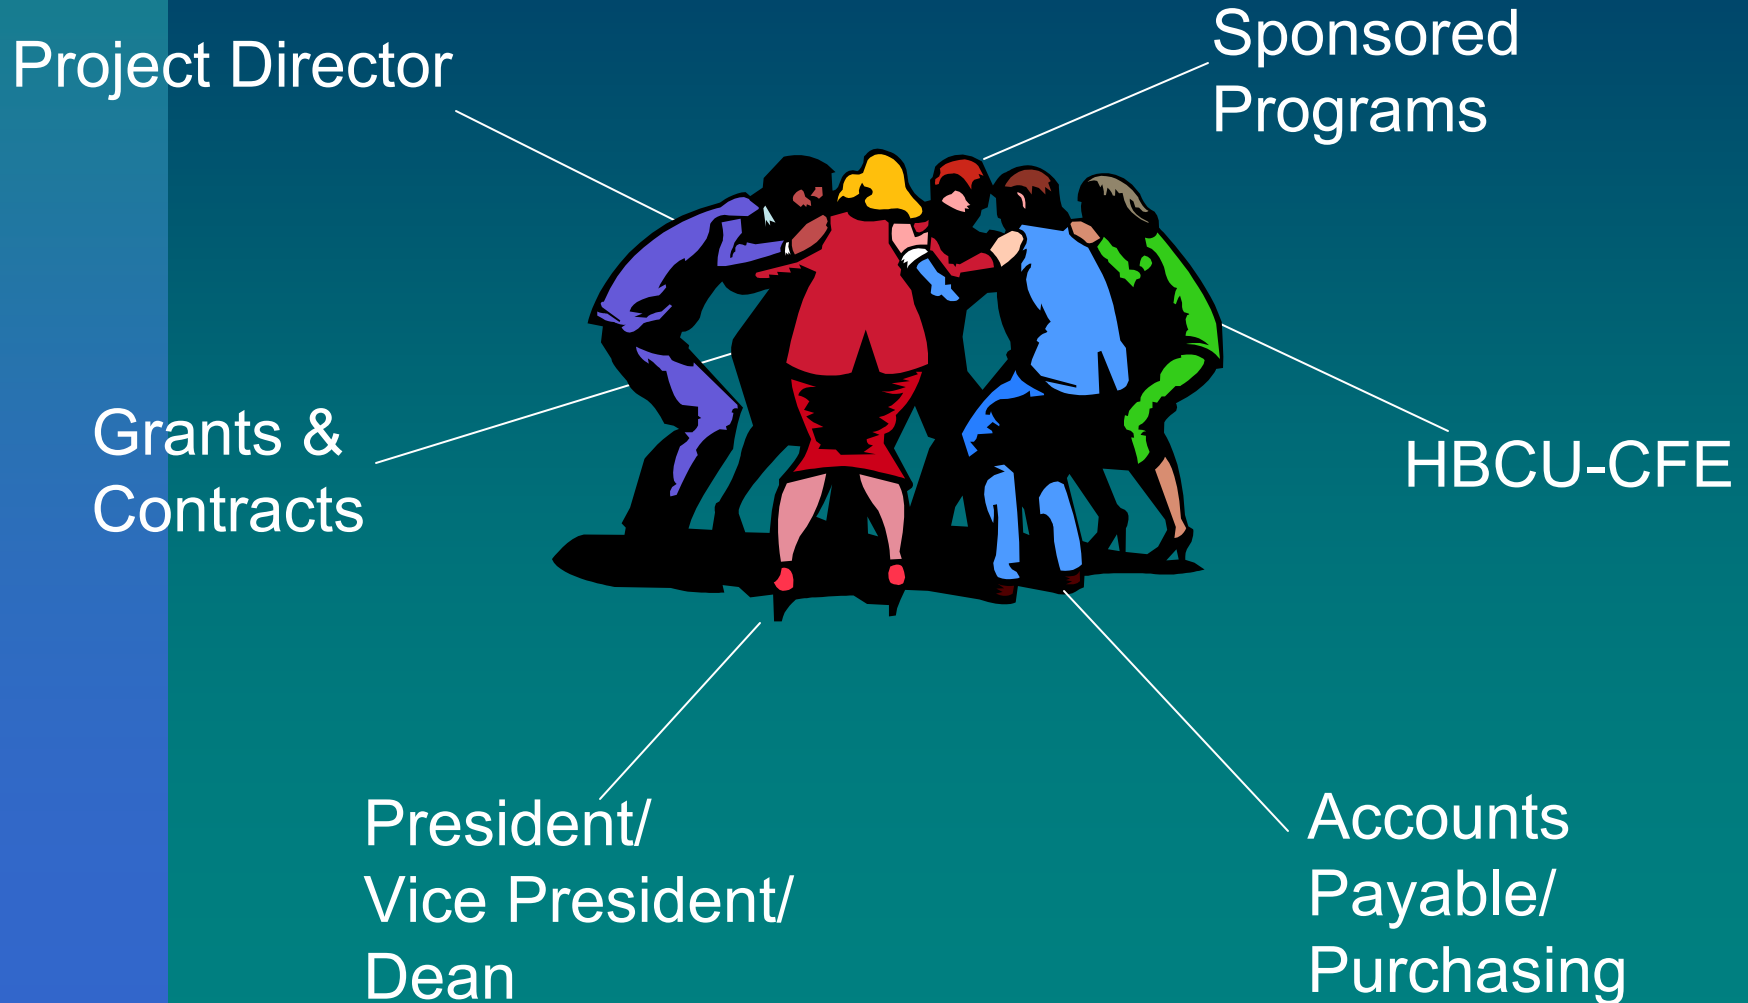 Project Director
Sponsored
Programs
Grants &
Contracts
HBCU-CFE
President/
Vice President/
Dean
Accounts
Payable/
Purchasing